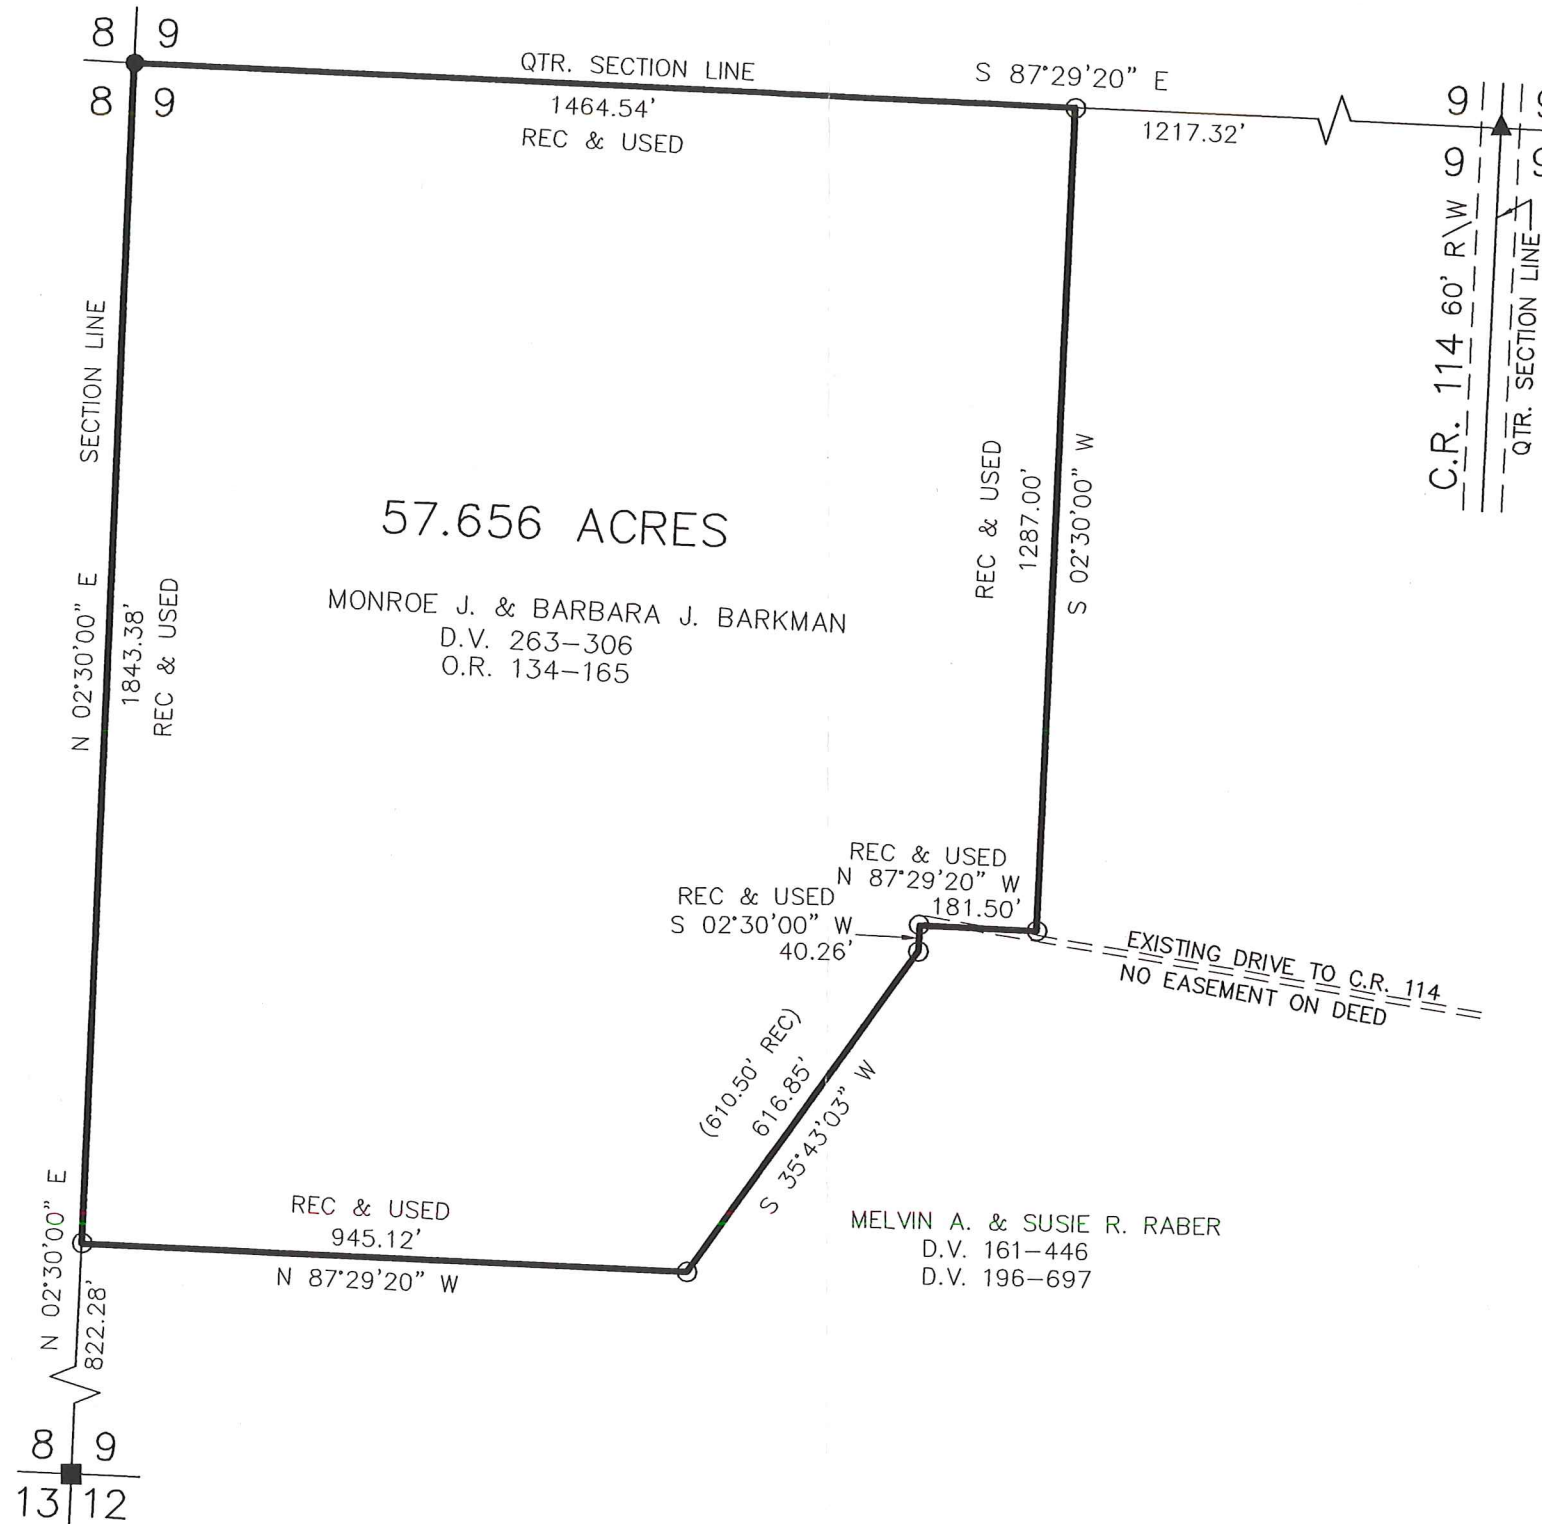 8 9
8 9
QTR. SECTION LINE
1464.54'
REC & USED
S 87°29'20" E
1217.32'
9
9
C.R. 114 60' R\W
QTR. SECTION LINE
SECTION LINE
N 02°30'00" E
1843.38'
REC & USED
57.656 ACRES
MONROE J. & BARBARA J. BARKMAN
D.V. 263-306
O.R. 134-165
REC & USED
1287.00'
S 02°30'00" W
REC & USED
N 87°29'20" W
181.50'
REC & USED
S 02°30'00" W
40.26'
EXISTING DRIVE TO C.R. 114
NO EASEMENT ON DEED
(610.50' REC)
616.85'
S 35°43'03" W
REC & USED
945.12'
N 87°29'20" W
MELVIN A. & SUSIE R. RABER
D.V. 161-446
D.V. 196-697
N 02°30'00" E
822.28'
8 9
13 12